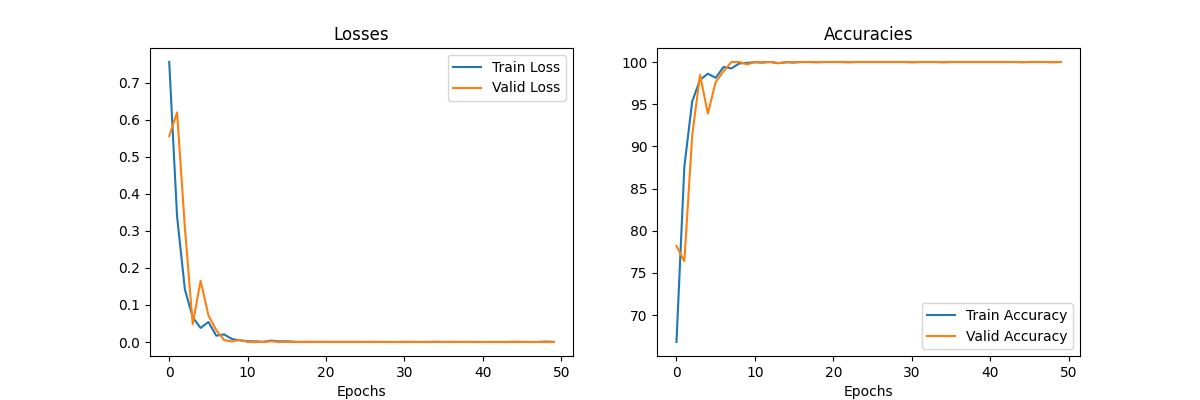 Losses
0.7
0.6
0.5
0.4
0.3
0.2
0.1
0.0
0 10 20 30 40 50
Epochs
Train Loss
Valid Loss
Accuracies
100
95
90
85
80
75
70
0 10 20 30 40 50
Epochs
Train Accuracy
Valid Accuracy